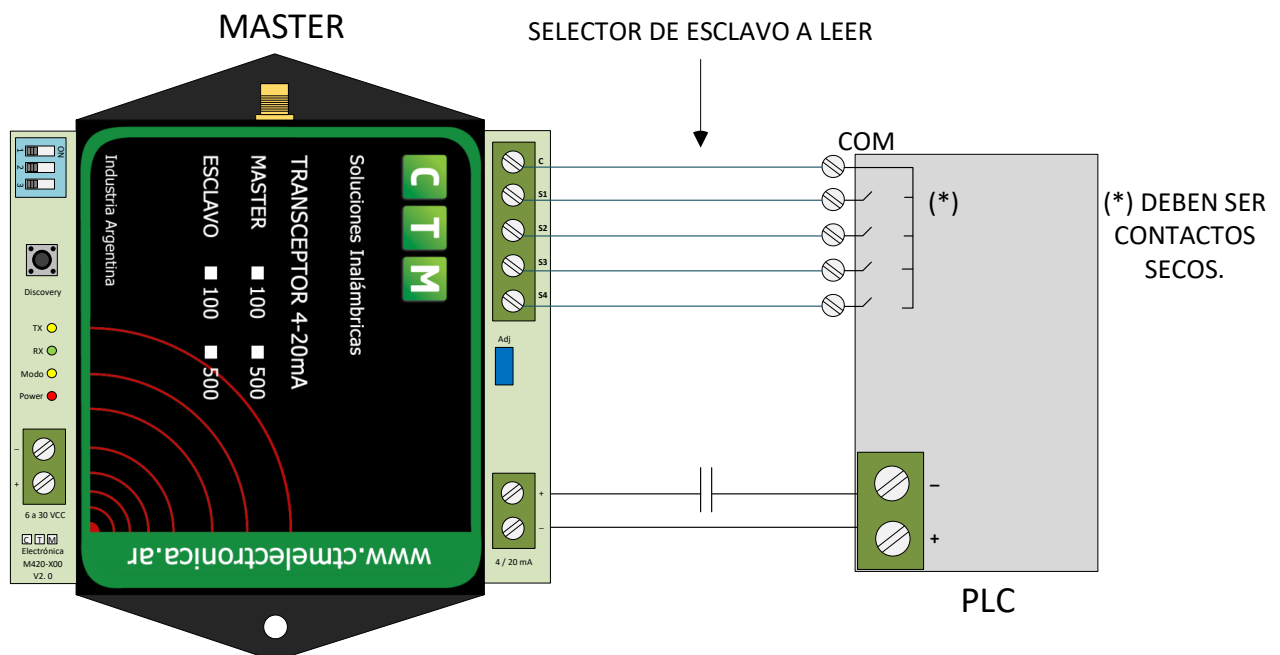 MASTER
SELECTOR DE ESCLAVO A LEER
COM
(*)
(*) DEBEN SER
CONTACTOS
SECOS.
PLC
ON
1
2
3
Discovery
TX
RX
Modo
Power
–
+
6 a 30 VCC
C T M
Electrónica
M420-X00
V2. 0
C T M
Soluciones Inalámbricas
TRANSCEPTOR 4-20mA
MASTER ■ 100 ■ 500
ESCLAVO ■ 100 ■ 500
Industria Argentina
www.ctmelectronica.ar
C
S1
S2
S3
S4
Adj
+
–
4 / 20 mA
–
+